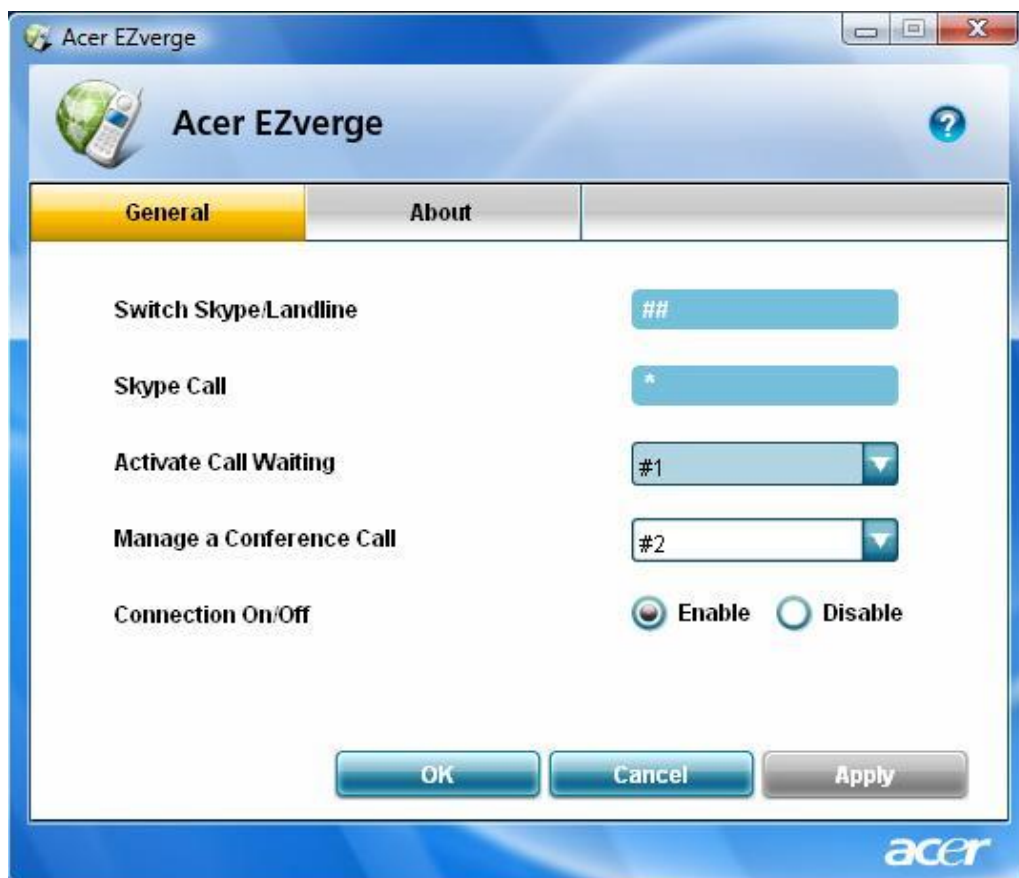 Acer EZverge
X
Acer EZverge
?
General About
Switch Skype/Landline ##
Skype Call *
Activate Call Waiting #1
Manage a Conference Call #2
Connection On/Off Enable Disable
OK Cancel Apply
acer